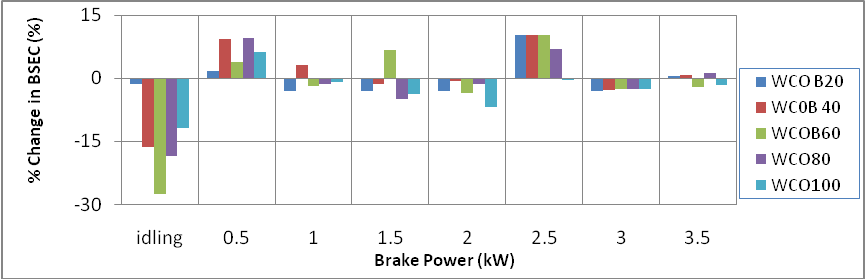 % Change in BSEC (%)
15
0
-15
-30
idling 0.5 1 1.5 2 2.5 3 3.5
Brake Power (kW)
WCO B20
WC0B 40
WCOB60
WCO80
WCO100